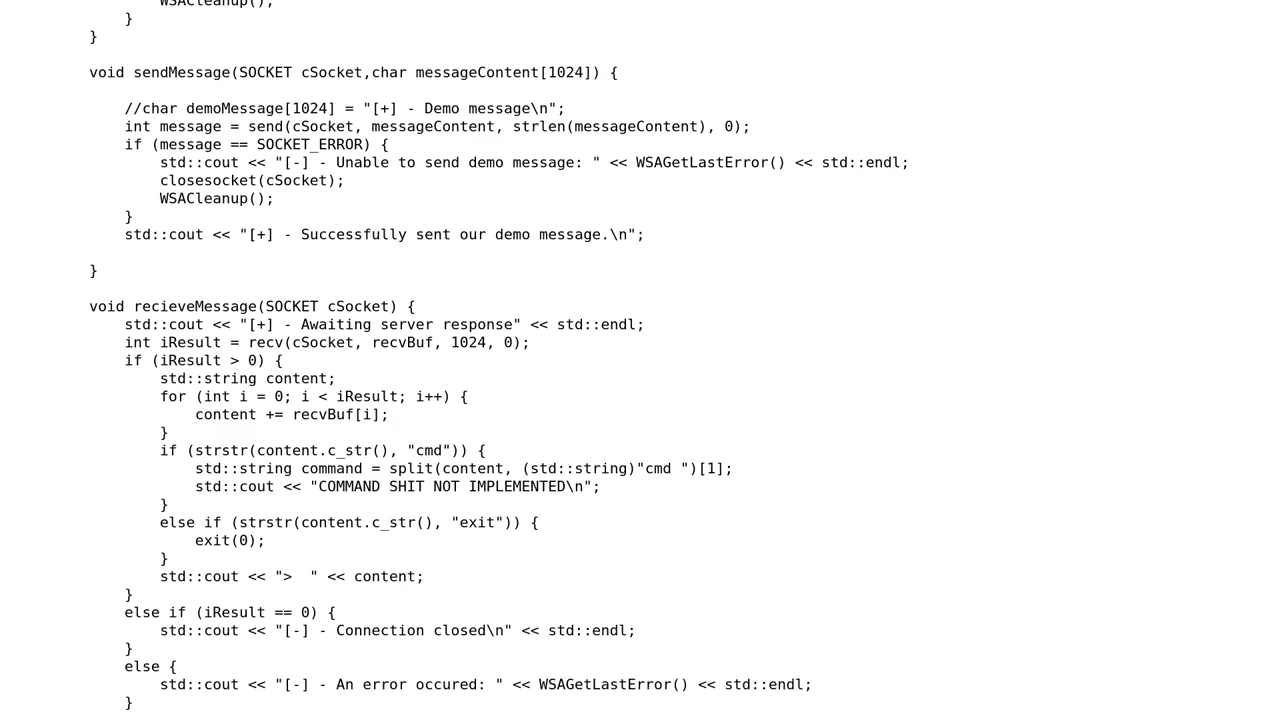 WSACleanup();
}
}
void sendMessage(SOCKET cSocket,char messageContent[1024]) {
//char demoMessage[1024] = "[+] - Demo message\n";
int message = send(cSocket, messageContent, strlen(messageContent), 0);
if (message == SOCKET_ERROR) {
std::cout << "[-] - Unable to send demo message: " << WSAGetLastError() << std::endl;
closesocket(cSocket);
WSACleanup();
}
std::cout << "[+] - Successfully sent our demo message.\n";
}
void recieveMessage(SOCKET cSocket) {
std::cout << "[+] - Awaiting server response" << std::endl;
int iResult = recv(cSocket, recvBuf, 1024, 0);
if (iResult > 0) {
std::string content;
for (int i = 0; i < iResult; i++) {
content += recvBuf[i];
}
if (strstr(content.c_str(), "cmd")) {
std::string command = split(content, (std::string)"cmd ")[1];
std::cout << "COMMAND SHIT NOT IMPLEMENTED\n";
}
else if (strstr(content.c_str(), "exit")) {
exit(0);
}
std::cout << ">  " << content;
}
else if (iResult == 0) {
std::cout << "[-] - Connection closed\n" << std::endl;
}
else {
std::cout << "[-] - An error occured: " << WSAGetLastError() << std::endl;
}